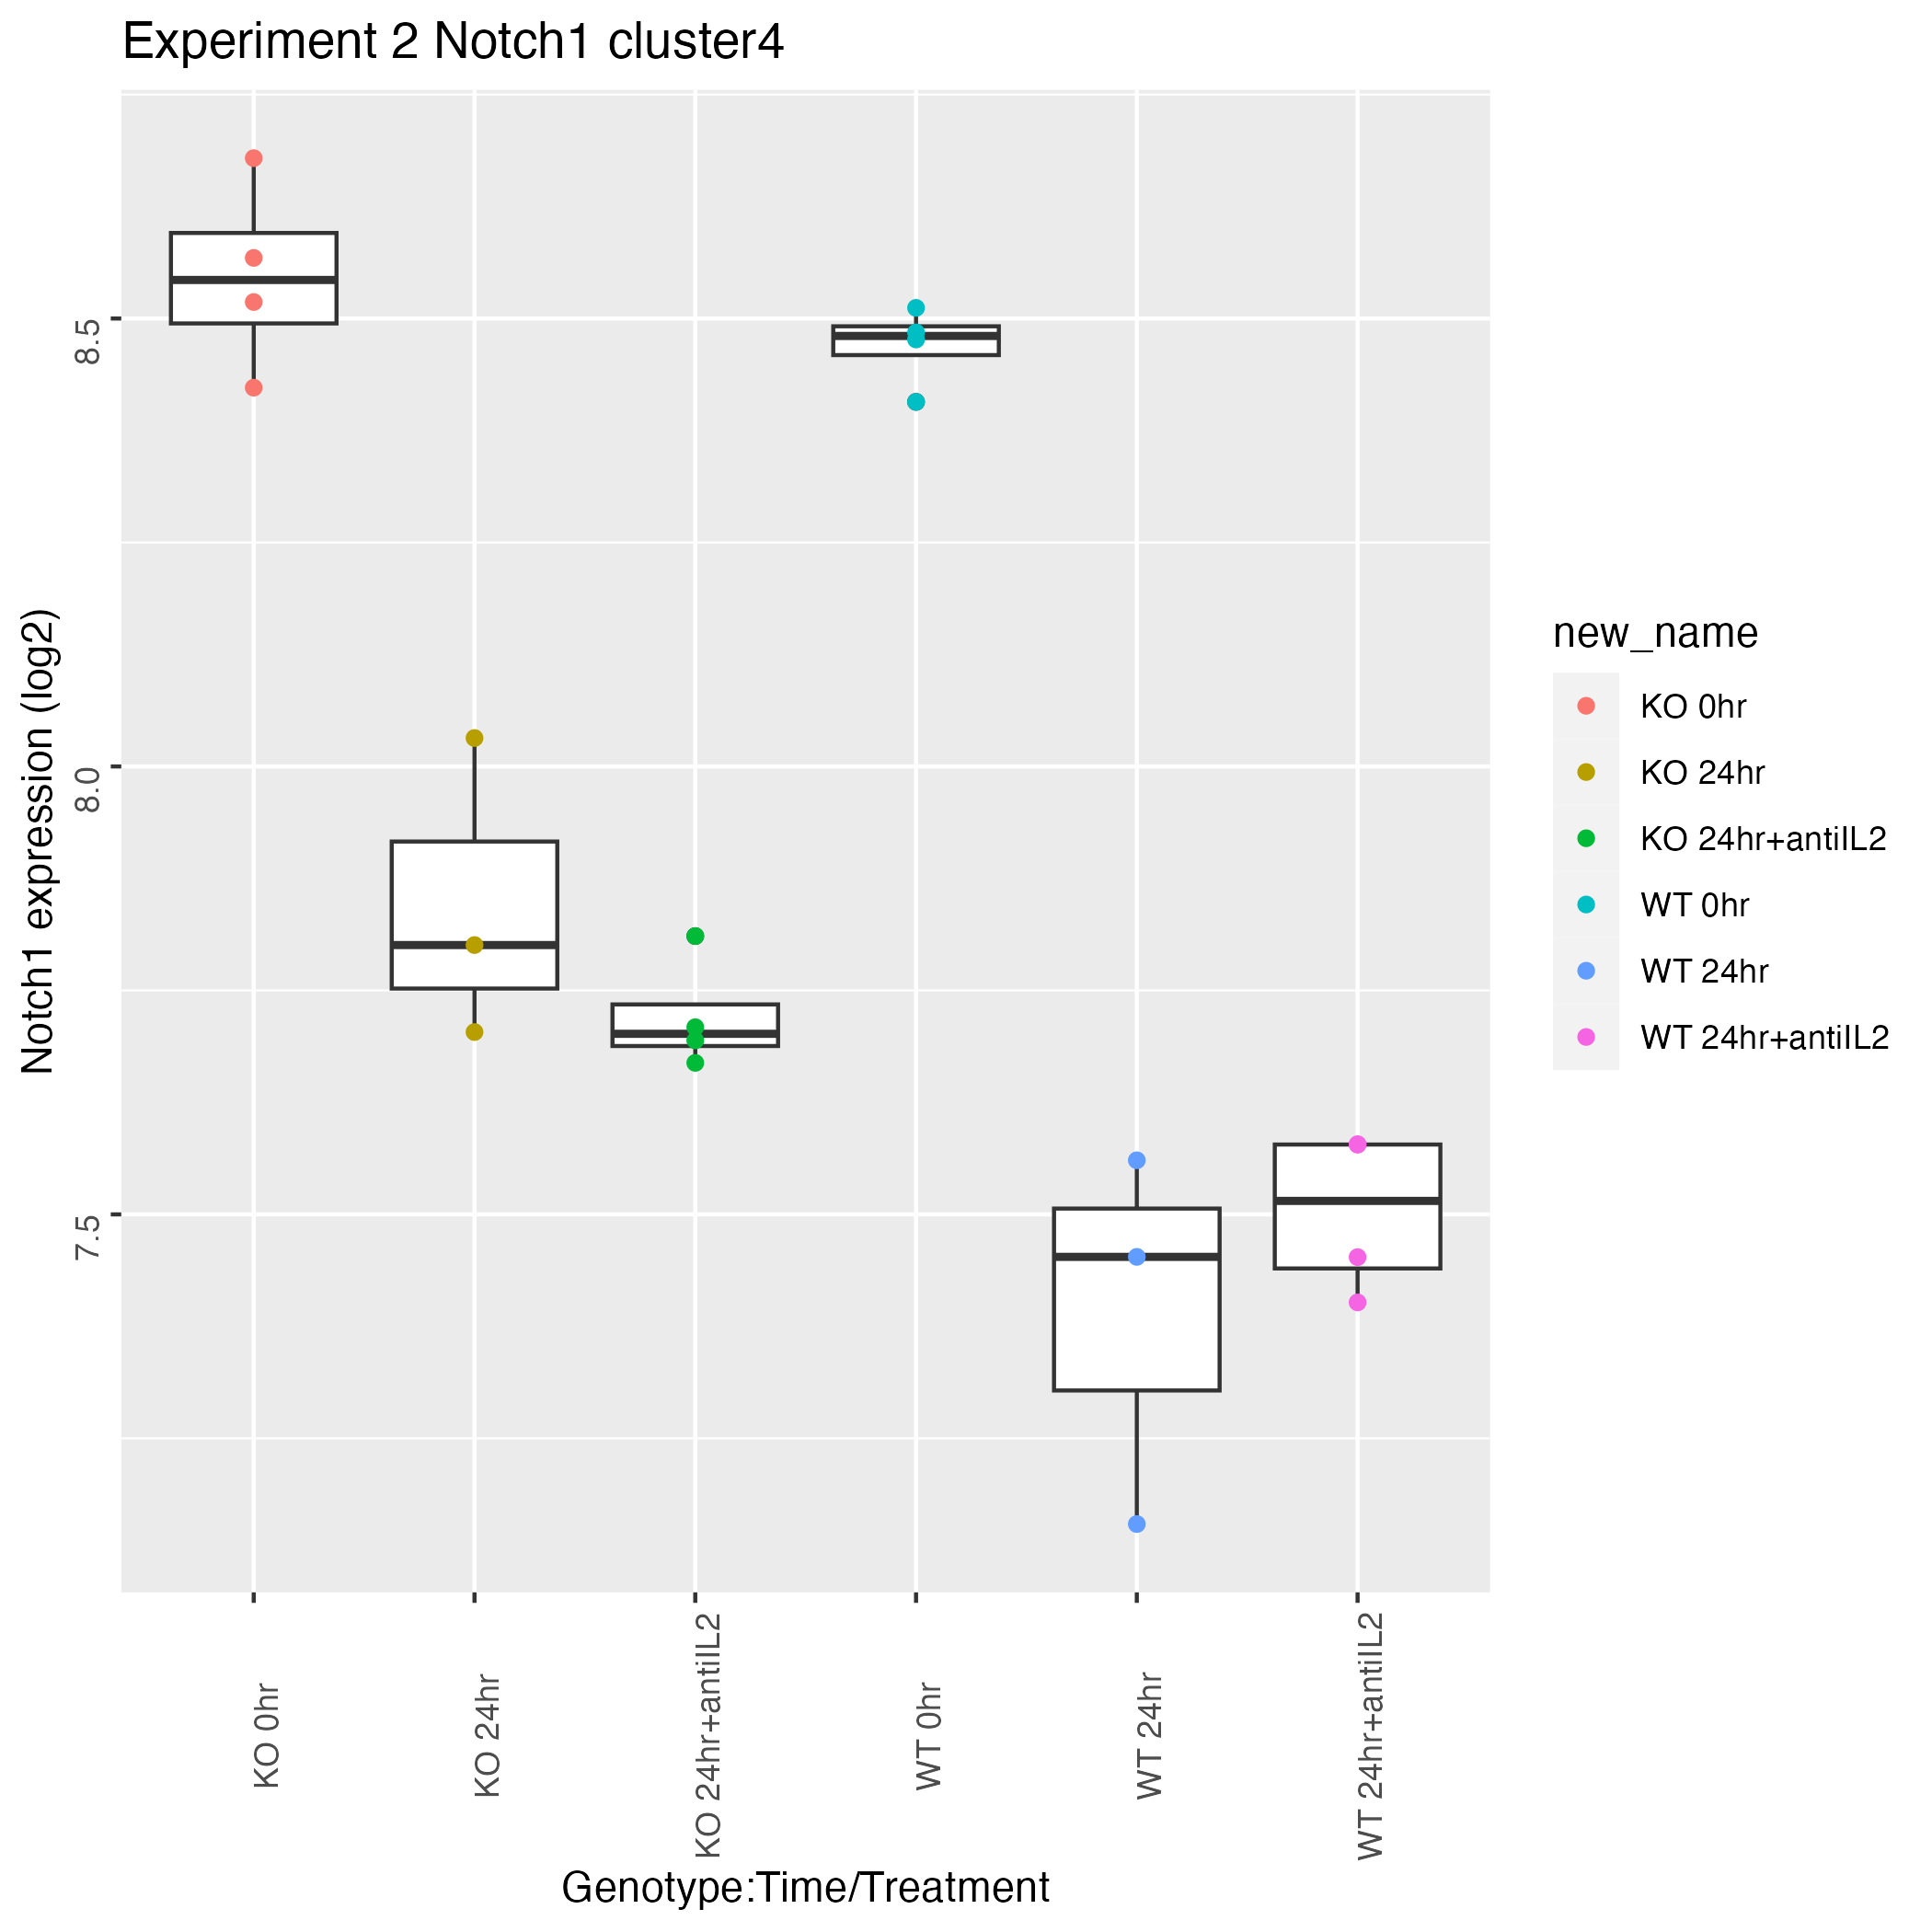 Experiment 2 Notch1 cluster4
Notch1 expression (log2)
8.5
8.0
7.5
KO 0hr
KO 24hr
KO 24hr+antiIL2
WT 0hr
WT 24hr
WT 24hr+antiIL2
Genotype:Time/Treatment
new_name
KO 0hr
KO 24hr
KO 24hr+antiIL2
WT 0hr
WT 24hr
WT 24hr+antiIL2